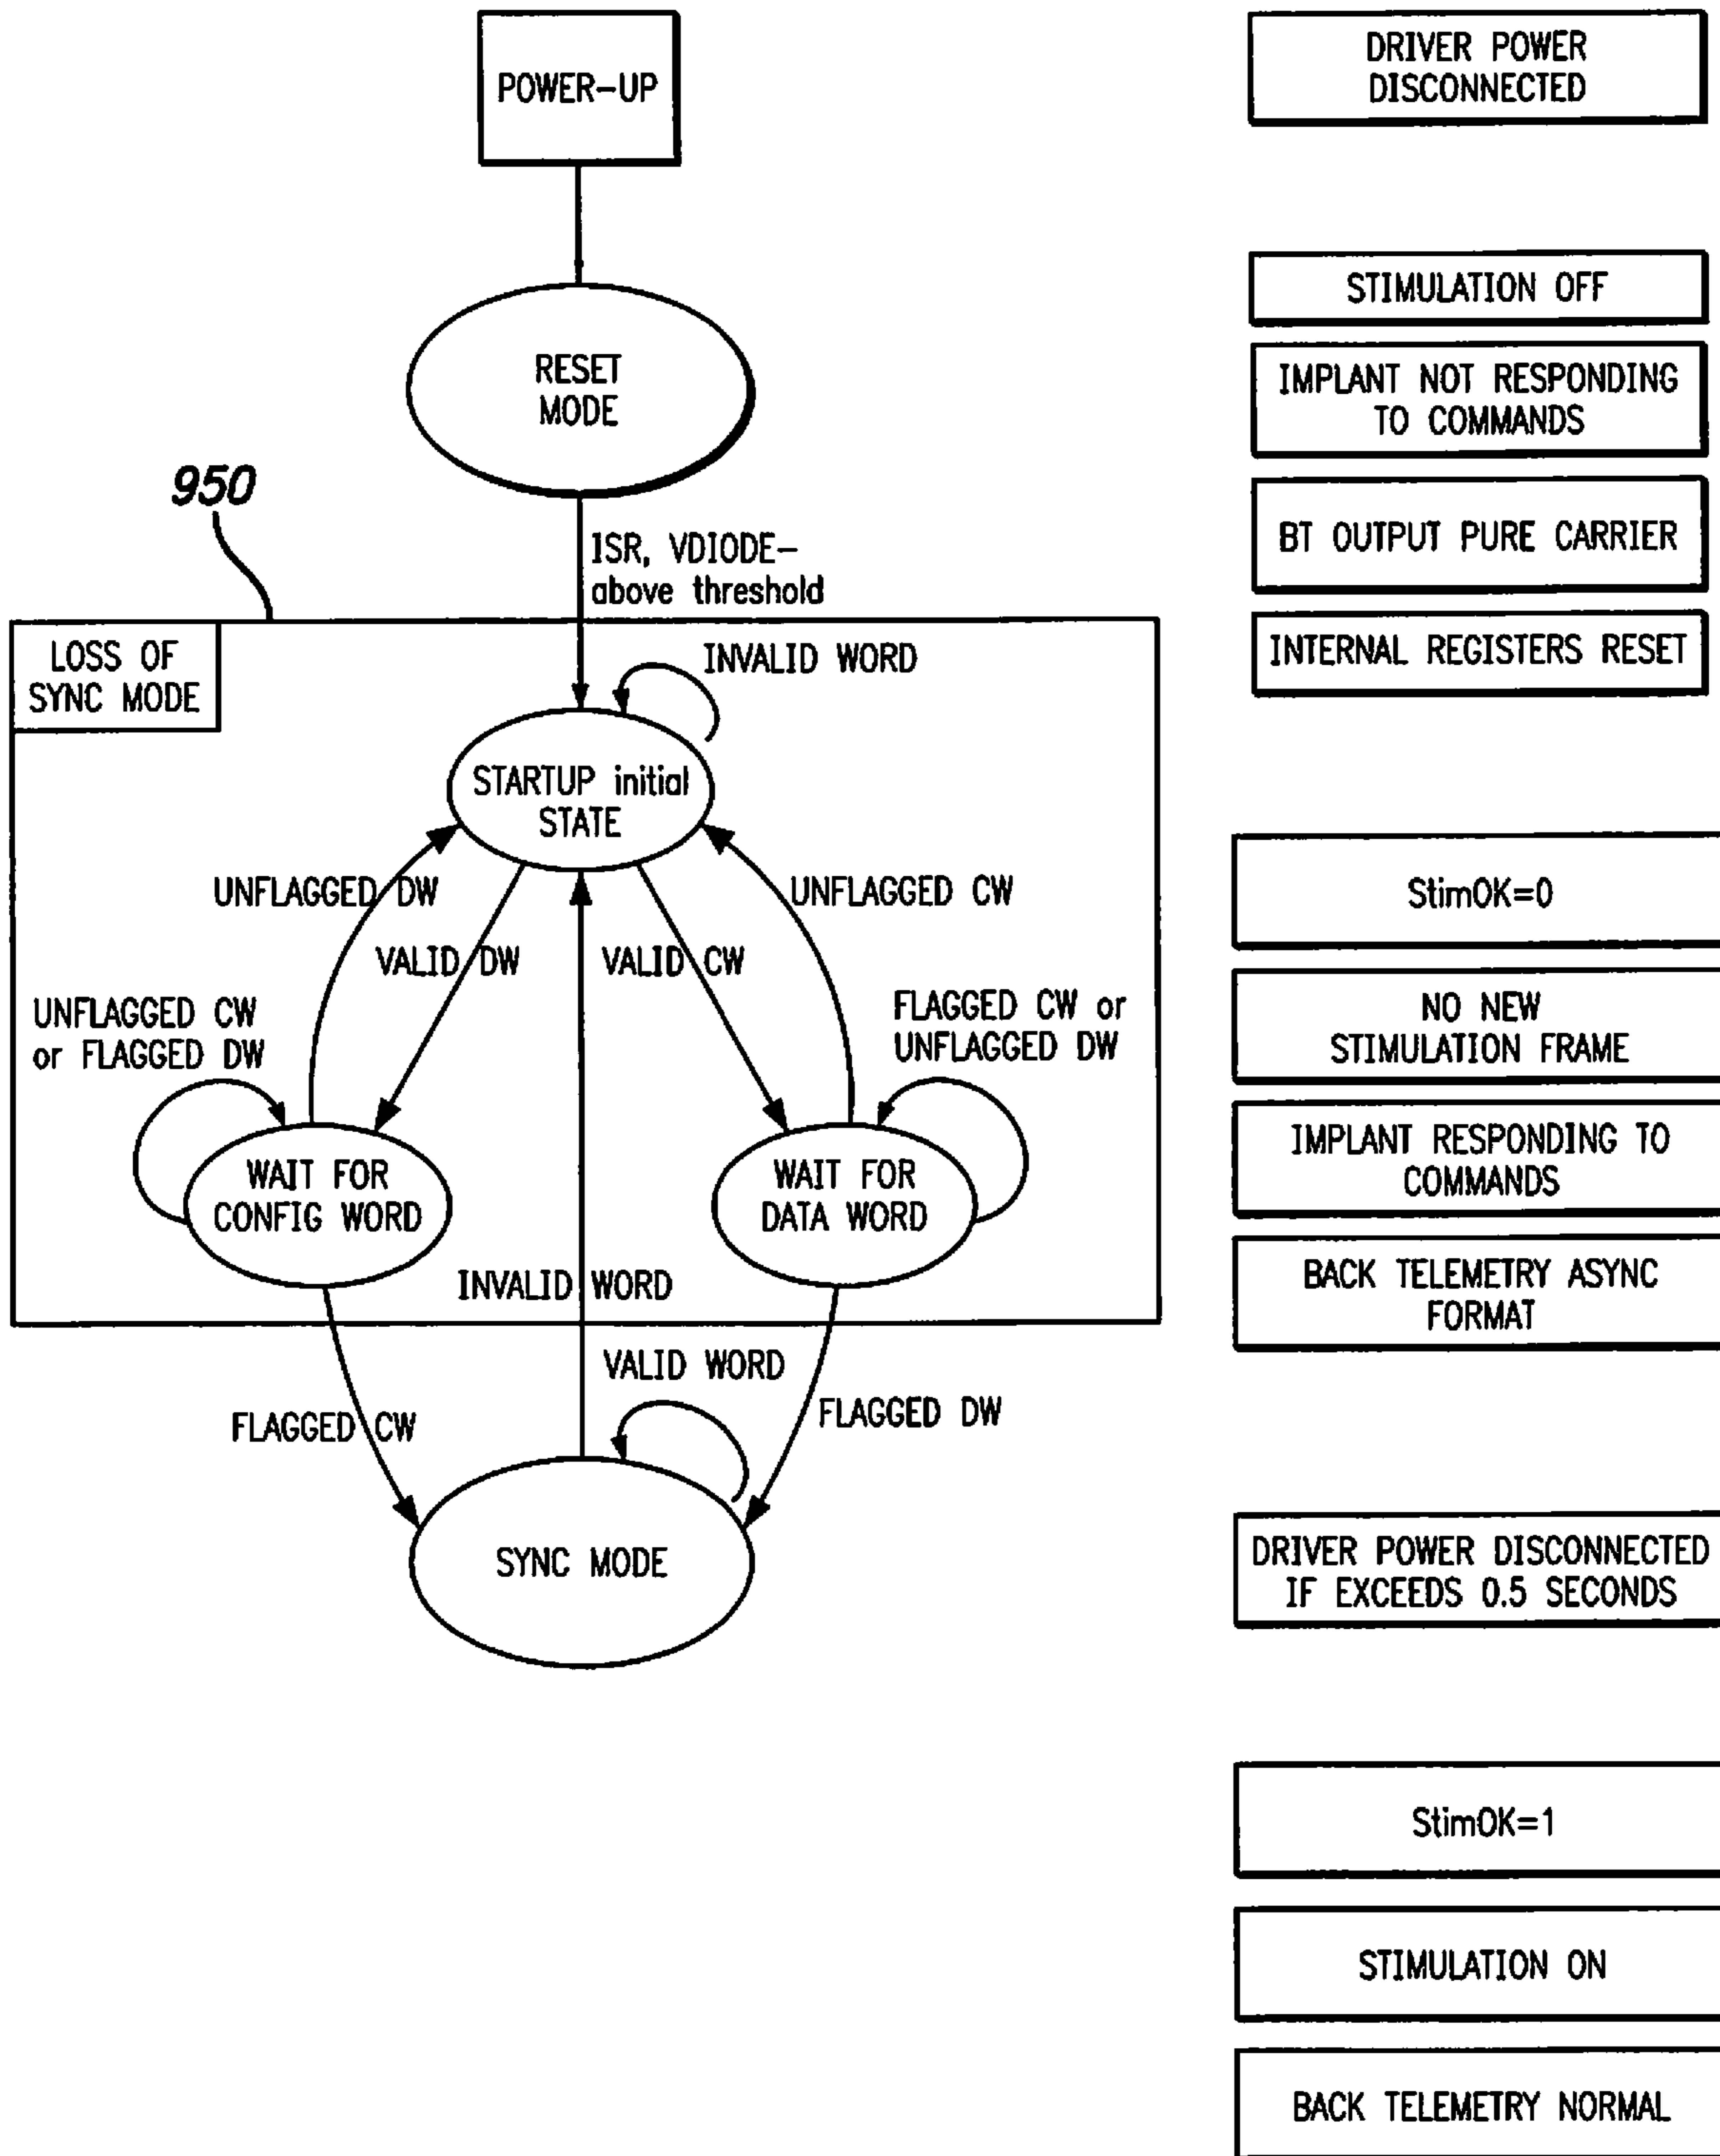 POWER-UP
RESET
MODE
950
ISR, VDIODE-
above threshold
LOSS OF
SYNC MODE
INVALID WORD
STARTUP initial
STATE
UNFLAGGED DW
UNFLAGGED CW
VALID DW
VALID CW
UNFLAGGED CW
or FLAGGED DW
FLAGGED CW or
UNFLAGGED DW
WAIT FOR
CONFIG WORD
WAIT FOR
DATA WORD
INVALID WORD
VALID WORD
FLAGGED CW
FLAGGED DW
SYNC MODE
DRIVER POWER
DISCONNECTED
STIMULATION OFF
IMPLANT NOT RESPONDING
TO COMMANDS
BT OUTPUT PURE CARRIER
INTERNAL REGISTERS RESET
StimOK=0
NO NEW
STIMULATION FRAME
IMPLANT RESPONDING TO
COMMANDS
BACK TELEMETRY ASYNC
FORMAT
DRIVER POWER DISCONNECTED
IF EXCEEDS 0.5 SECONDS
StimOK=1
STIMULATION ON
BACK TELEMETRY NORMAL